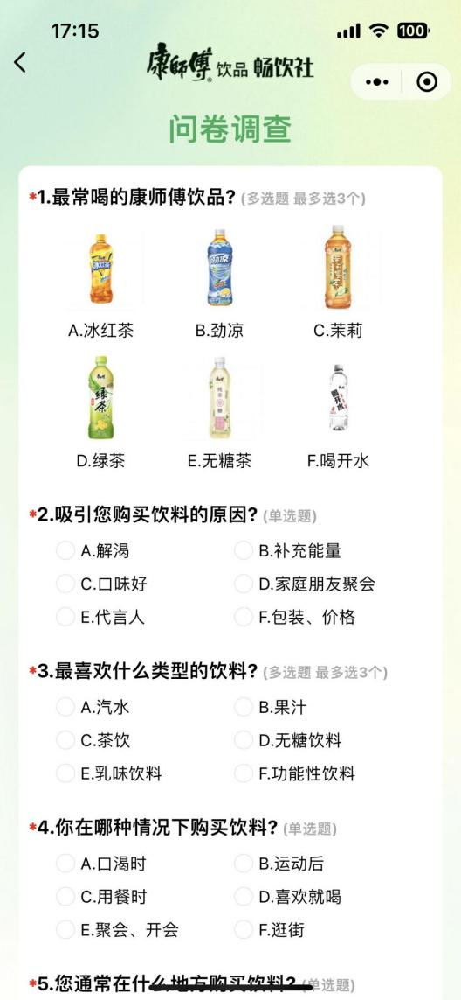 17:15
100
康師傅 饮品 畅饮社
问卷调查
*1.最常喝的康师傅饮品? (多选题 最多选3个)
A.冰红茶 B.劲凉 C.茉莉
D.绿茶 E.无糖茶 F.喝开水
*2.吸引您购买饮料的原因? (单选题)
A.解渴 B.补充能量
C.口味好 D.家庭朋友聚会
E.代言人 F.包装、价格
*3.最喜欢什么类型的饮料? (多选题 最多选3个)
A.汽水 B.果汁
C.茶饮 D.无糖饮料
E.乳味饮料 F.功能性饮料
*4.你在哪种情况下购买饮料? (单选题)
A.口渴时 B.运动后
C.用餐时 D.喜欢就喝
E.聚会、开会 F.逛街
*5.您通常在什么地方购买饮料? (单选题)